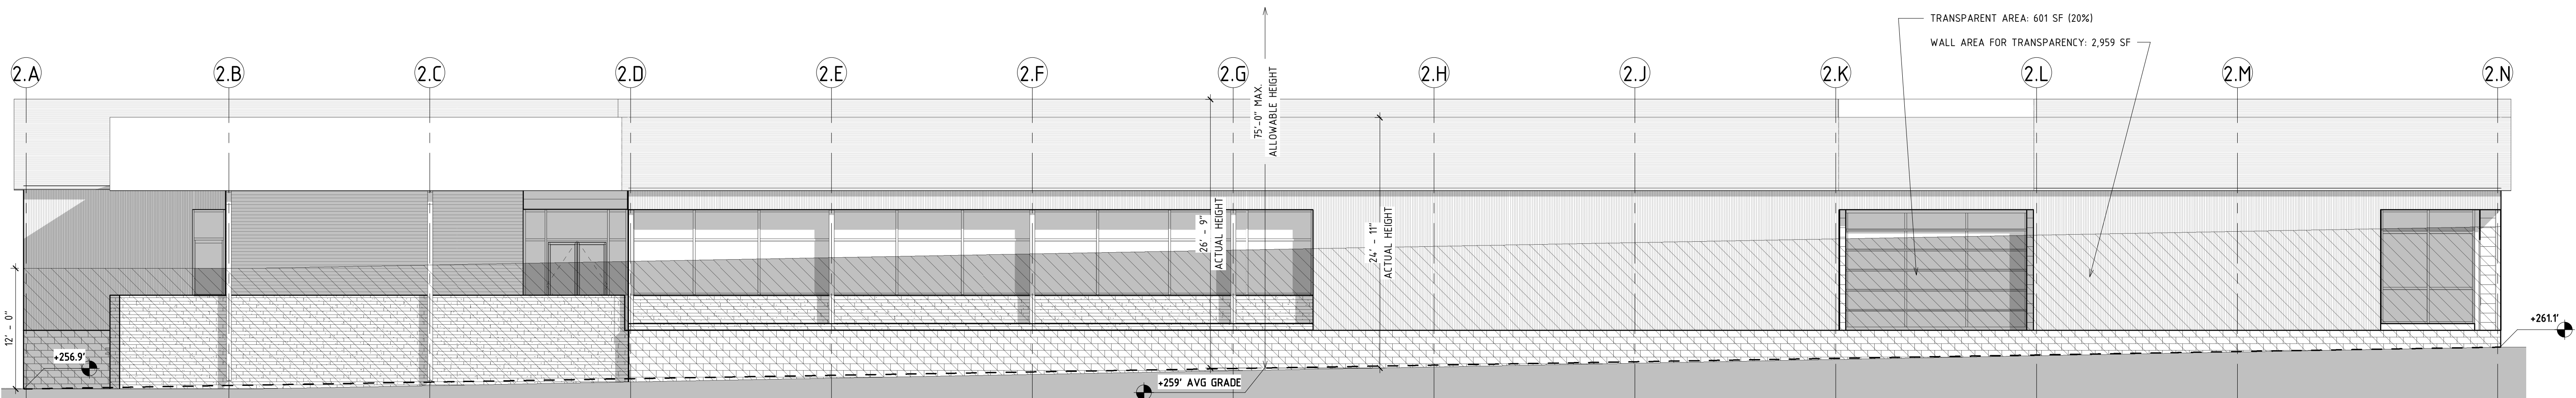 TRANSPARENT AREA: 601 SF (20%)
WALL AREA FOR TRANSPARENCY: 2,959 SF
2.A
2.B
2.C
2.D
2.E
2.F
2.G
2.H
2.J
2.K
2.L
2.M
2.N
75'-0" MAX.
ALLOWABLE HEIGHT
26' - 9"
ACTUAL HEIGHT
24' - 11"
ACTUAL HEIGHT
12' - 0"
+256.9'
+259' AVG GRADE
+261.1'